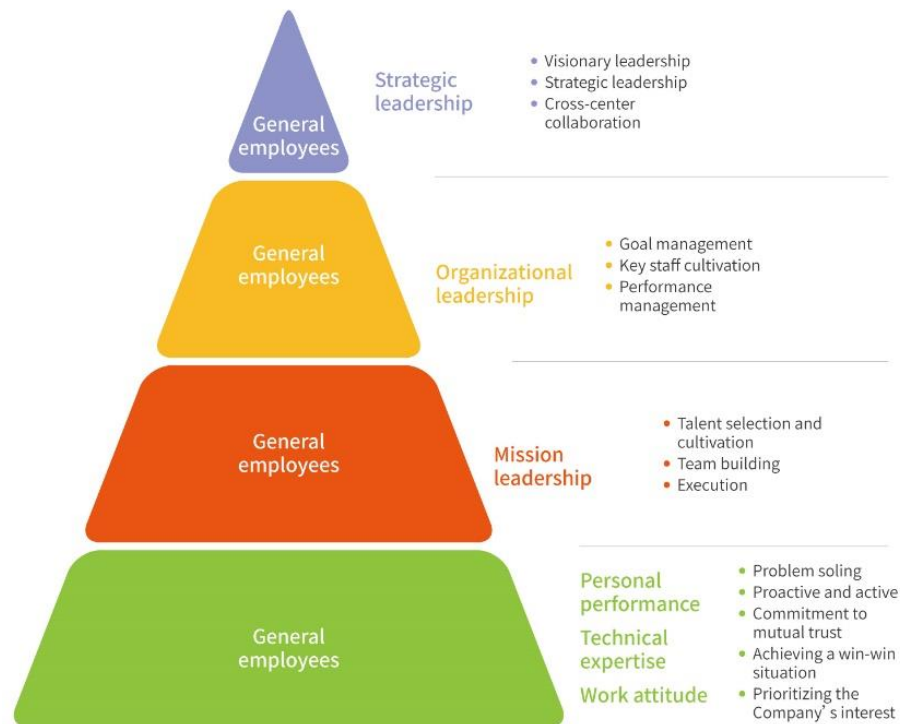 General
employees
Strategic
leadership
• Visionary leadership
• Strategic leadership
• Cross-center
collaboration
General
employees
Organizational
leadership
• Goal management
• Key staff cultivation
• Performance
management
General
employees
Mission
leadership
• Talent selection and
cultivation
• Team building
• Execution
General
employees
Personal
performance
Technical
expertise
Work attitude
• Problem soling
• Proactive and active
• Commitment to
mutual trust
• Achieving a win-win
situation
• Prioritizing the
Company’ s interest